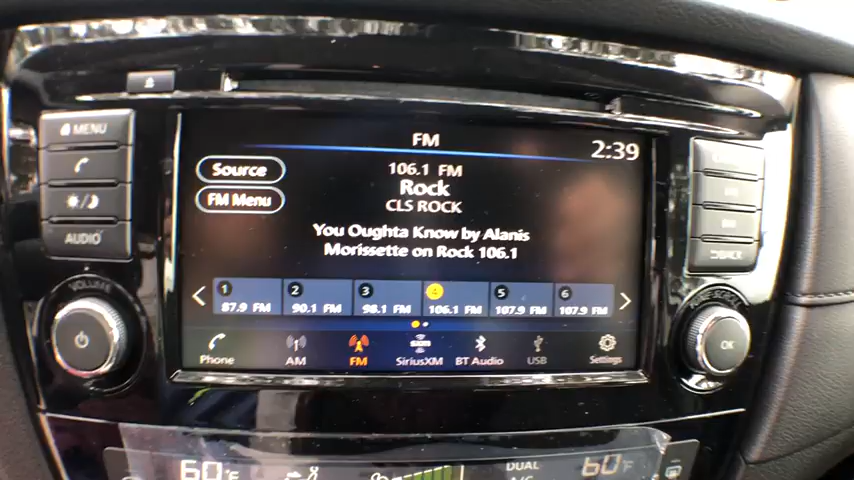 MENU
AUDIO
VOLUME
FM
2:39
Source
FM Menu
106.1 FM
Rock
CLS ROCK
You Oughta Know by Alanis
Morissette on Rock 106.1
1 2 3 4 5 6
87.9 FM 90.1 FM 98.1 FM 106.1 FM 107.9 FM 107.9 FM
Phone AM FM SiriusXM BT Audio USB Settings
BACK
SCROLL
OK
60°F
DUAL
60°F
A/C